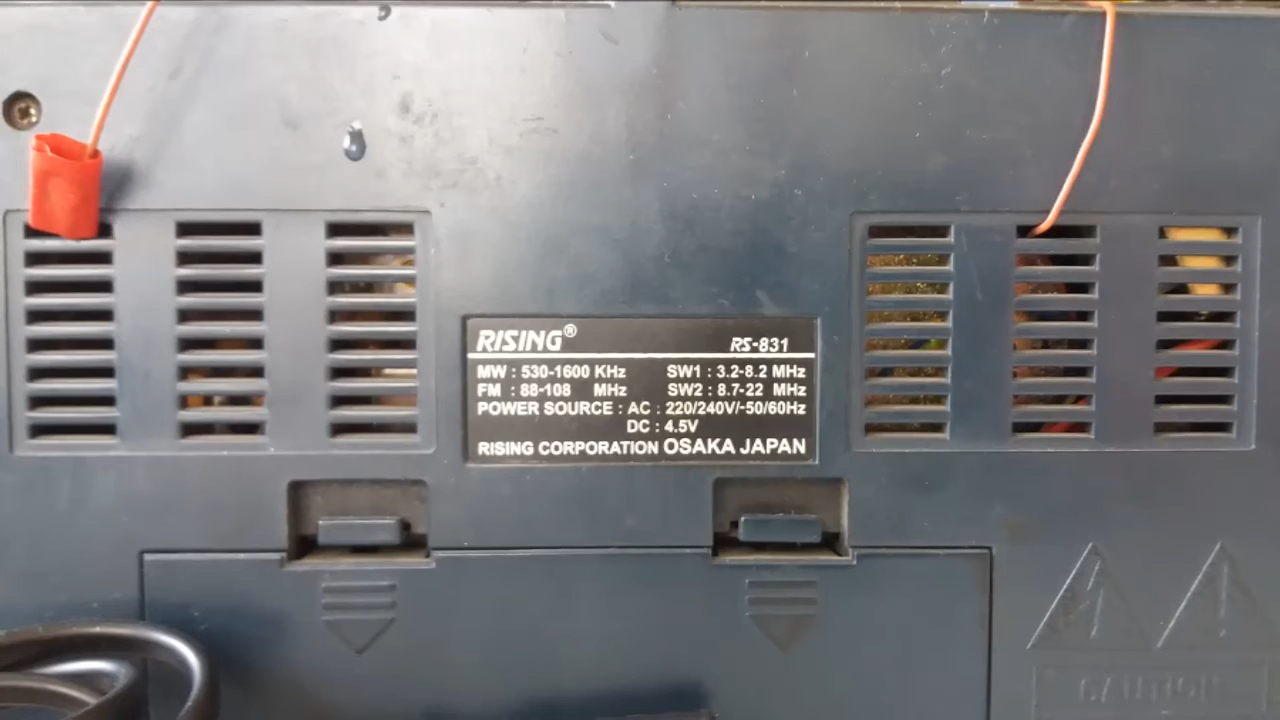 RISING® RS-831
MW : 530-1600 KHz SW1 : 3.2-8.2 MHz
FM : 88-108 MHz SW2 : 8.7-22 MHz
POWER SOURCE : AC : 220/240V/-50/60Hz
DC : 4.5V
RISING CORPORATION OSAKA JAPAN
CAUTION